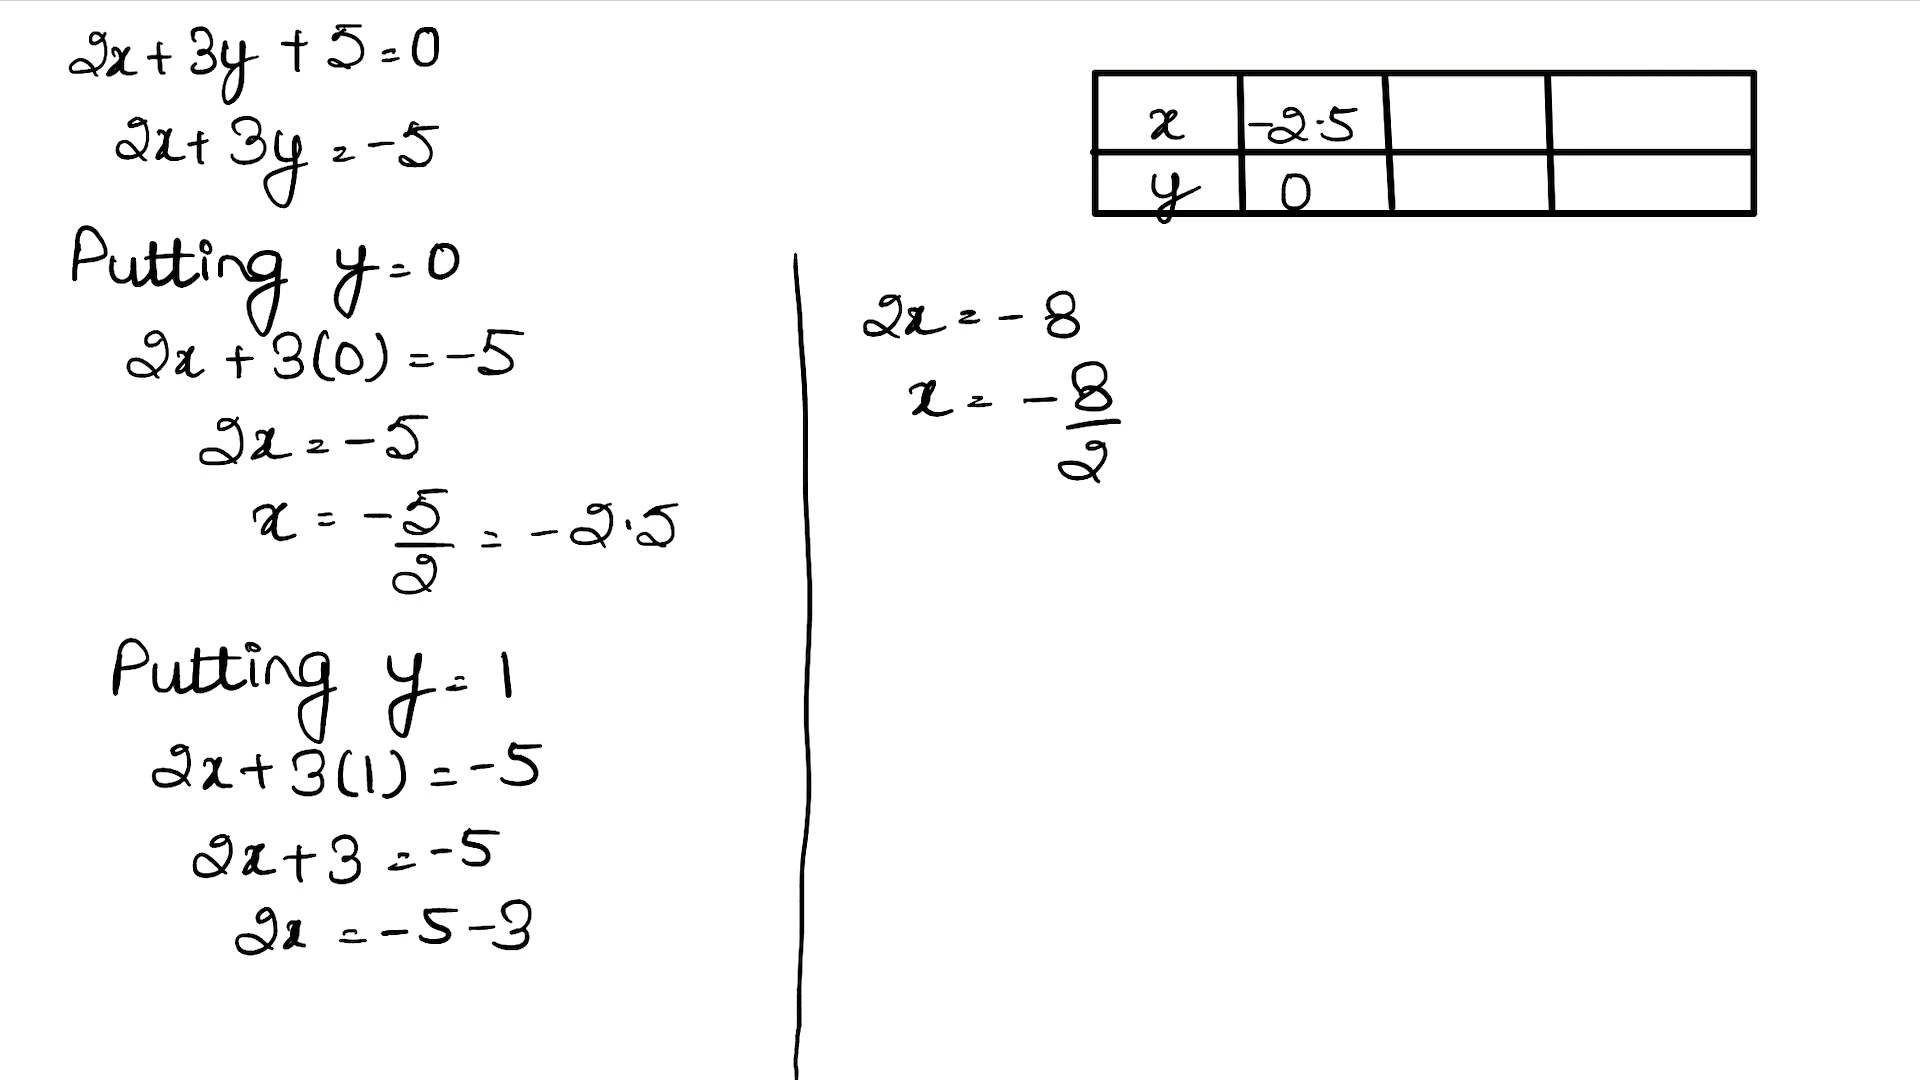 2x + 3y + 5 = 0
2x + 3y = -5
Putting y = 0
2x + 3(0) = -5
2x = -5
x = -5/2 = -2.5
Putting y = 1
2x + 3(1) = -5
2x + 3 = -5
2x = -5 - 3
x -2.5
y 0
2x = -8
x = -8/2